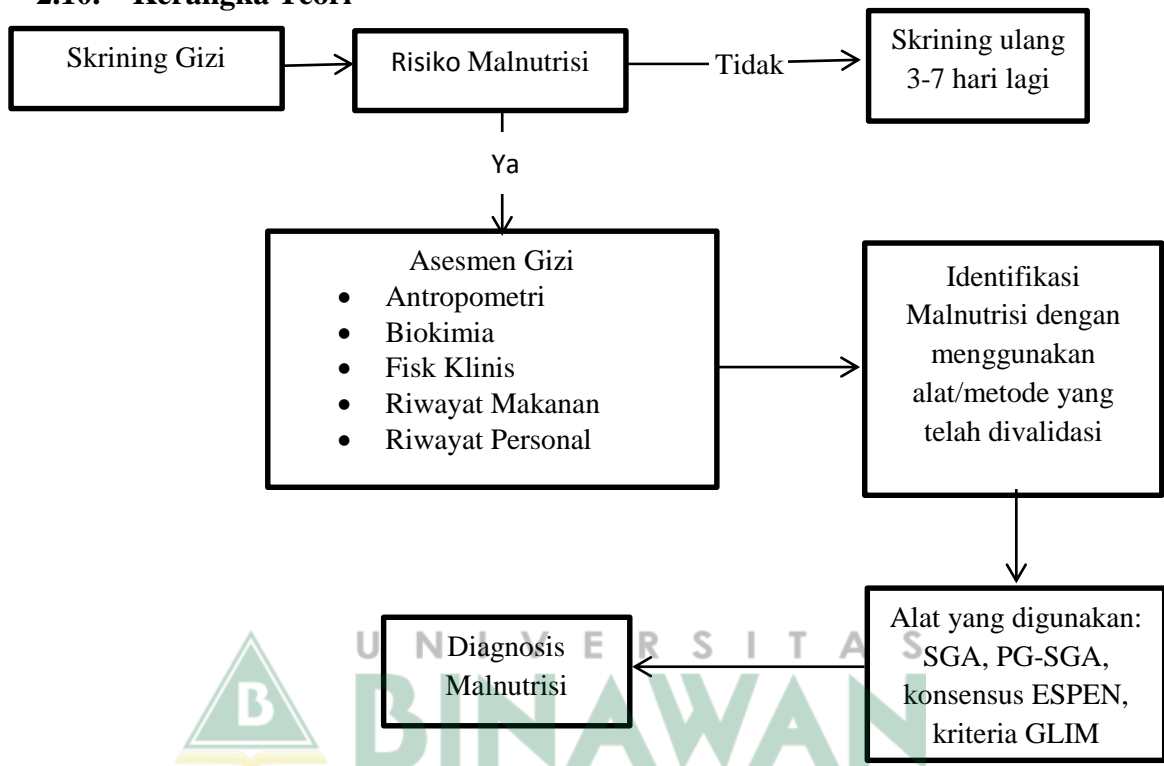 2.10. Kerangka Teori
Skrining Gizi
Risiko Malnutrisi
Tidak
Skrining ulang
3-7 hari lagi
Ya
Asesmen Gizi
• Antropometri
• Biokimia
• Fisk Klinis
• Riwayat Makanan
• Riwayat Personal
Identifikasi
Malnutrisi dengan
menggunakan
alat/metode yang
telah divalidasi
Alat yang digunakan:
SGA, PG-SGA,
konsensus ESPEN,
kriteria GLIM
Diagnosis
Malnutrisi
UNIVERSITAS
B BINAWAN